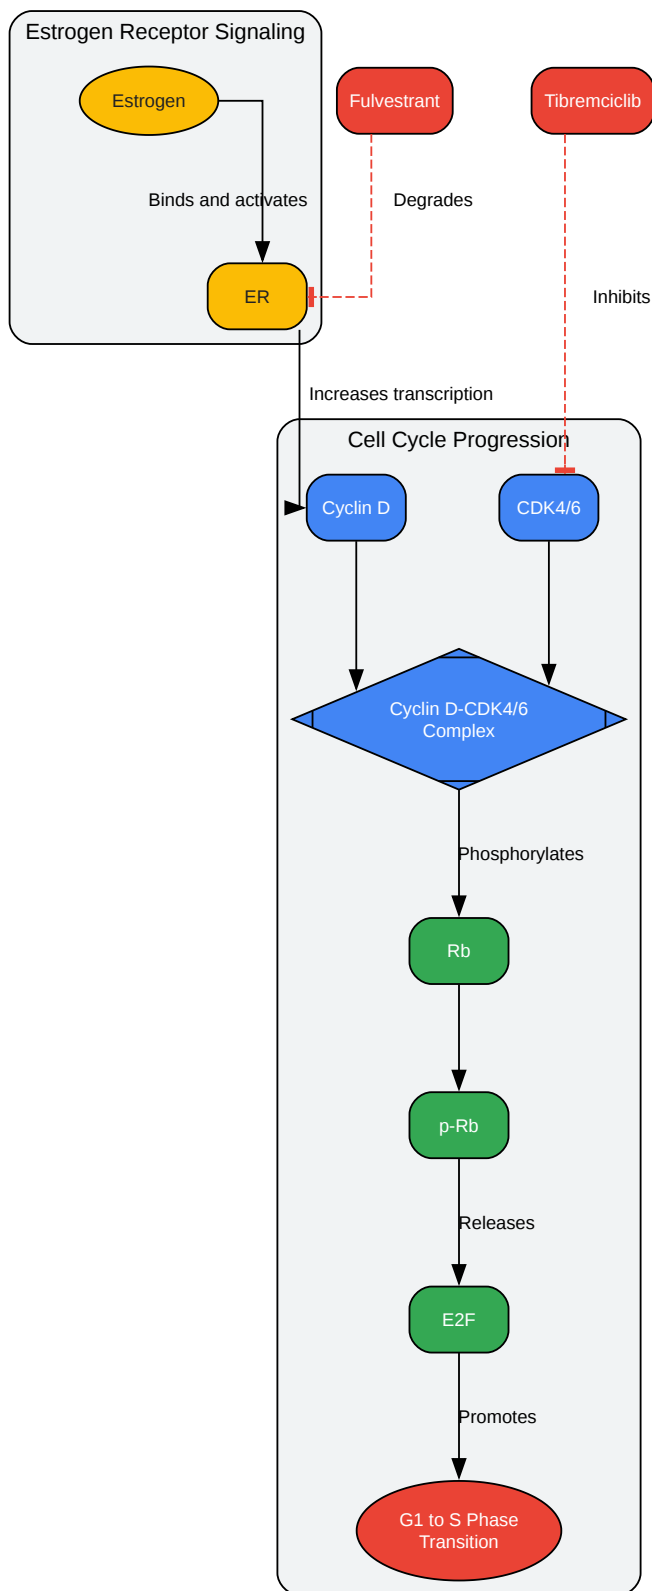 Estrogen Receptor Signaling
Estrogen
Fulvestrant
Tibremciclib
Binds and activates
Degrades
ER
Inhibits
Increases transcription
Cell Cycle Progression
Cyclin D
CDK4/6
Cyclin D-CDK4/6
Complex
Phosphorylates
Rb
p-Rb
Releases
E2F
Promotes
G1 to S Phase
Transition